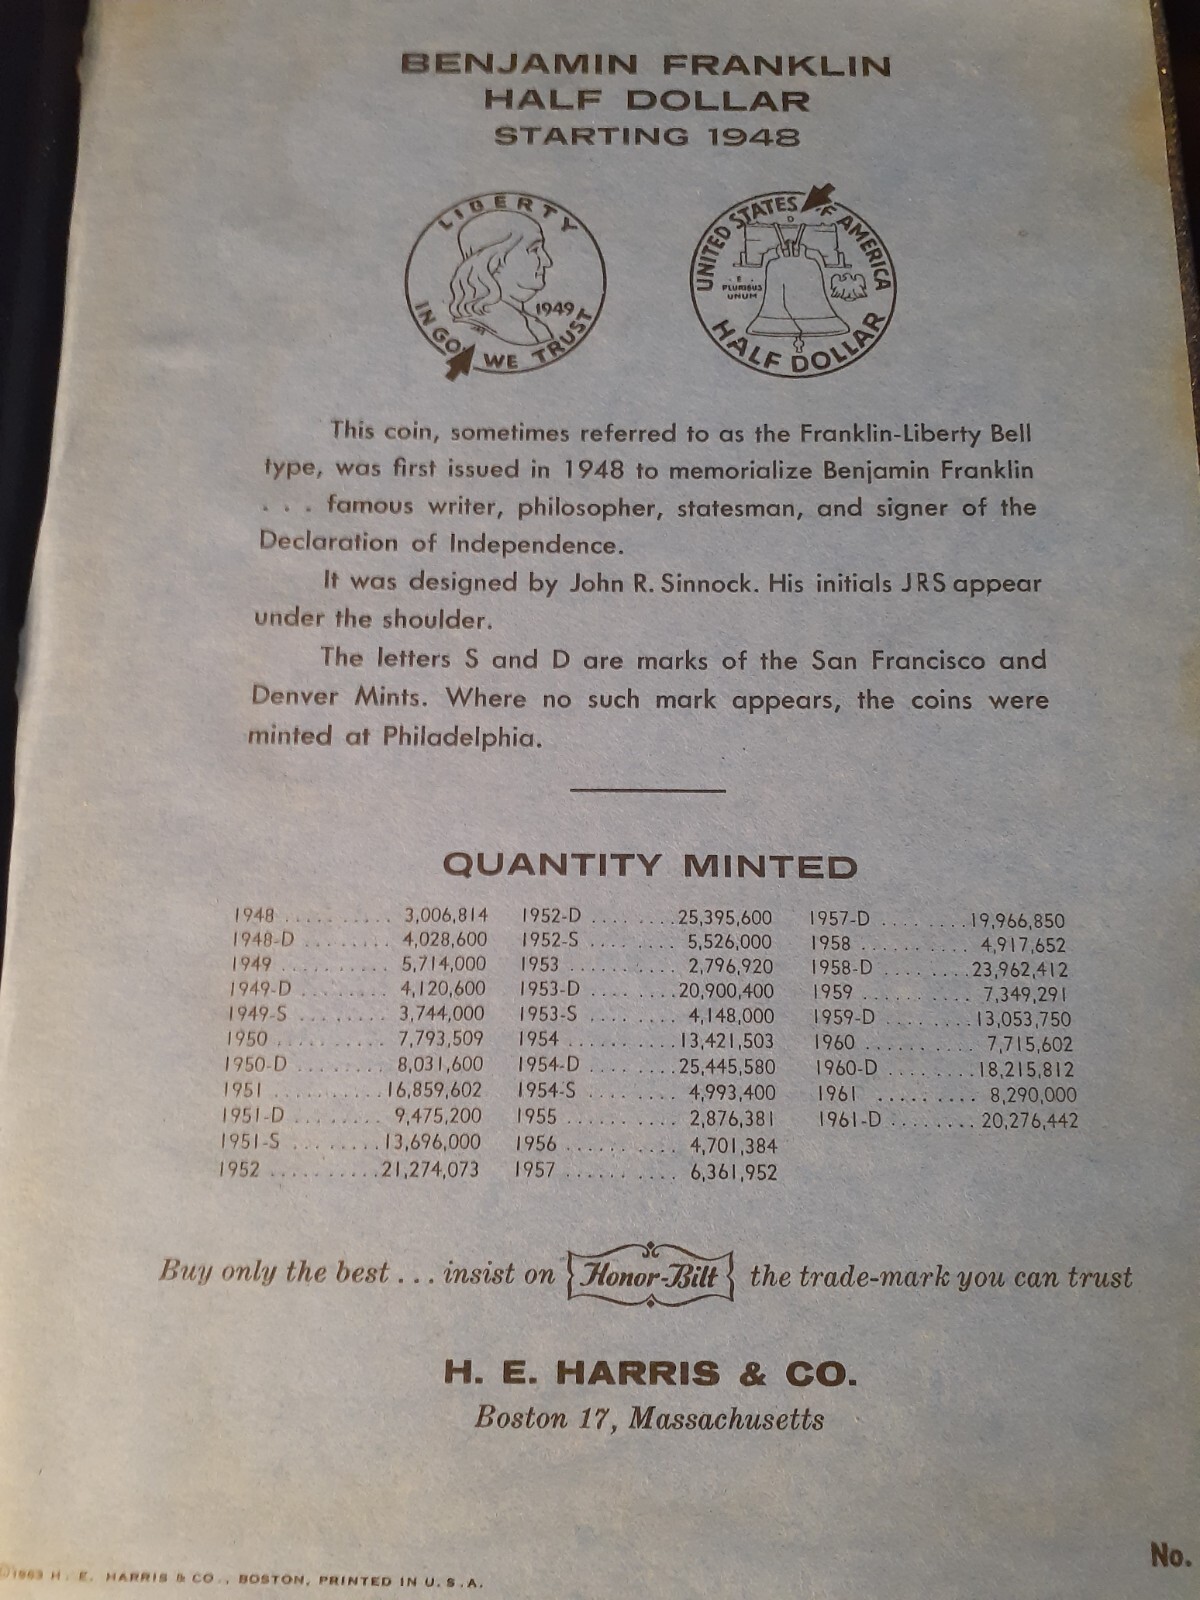 BENJAMIN FRANKLIN
HALF DOLLAR
STARTING 1948
LIBERTY
1949
IN GO WE TRUST
UNITED STATES OF AMERICA
E
PLURIBUS
UNUM
HALF DOLLAR
This coin, sometimes referred to as the Franklin-Liberty Bell
type, was first issued in 1948 to memorialize Benjamin Franklin
. . . famous writer, philosopher, statesman, and signer of the
Declaration of Independence.
It was designed by John R. Sinnock. His initials JRS appear
under the shoulder.
The letters S and D are marks of the San Francisco and
Denver Mints. Where no such mark appears, the coins were
minted at Philadelphia.
QUANTITY MINTED
1948 .......... 3,006,814
1948-D ........ 4,028,600
1949 .......... 5,714,000
1949-D ........ 4,120,600
1949-S ........ 3,744,000
1950 .......... 7,793,509
1950-D ........ 8,031,600
1951 .......... 16,859,602
1951-D ........ 9,475,200
1951-S ........ 13,696,000
1952 .......... 21,274,073
1952-D ........ 25,395,600
1952-S ........ 5,526,000
1953 .......... 2,796,920
1953-D ........ 20,900,400
1953-S ........ 4,148,000
1954 .......... 13,421,503
1954-D ........ 25,445,580
1954-S ........ 4,993,400
1955 .......... 2,876,381
1956 .......... 4,701,384
1957 .......... 6,361,952
1957-D ........ 19,966,850
1958 .......... 4,917,652
1958-D ........ 23,962,412
1959 .......... 7,349,291
1959-D ........ 13,053,750
1960 .......... 7,715,602
1960-D ........ 18,215,812
1961 .......... 8,290,000
1961-D ........ 20,276,442
Buy only the best . . . insist on Honor-Bilt the trade-mark you can trust
H. E. HARRIS & CO.
Boston 17, Massachusetts
No.
©1963 H. E. HARRIS & CO., BOSTON, PRINTED IN U.S.A.